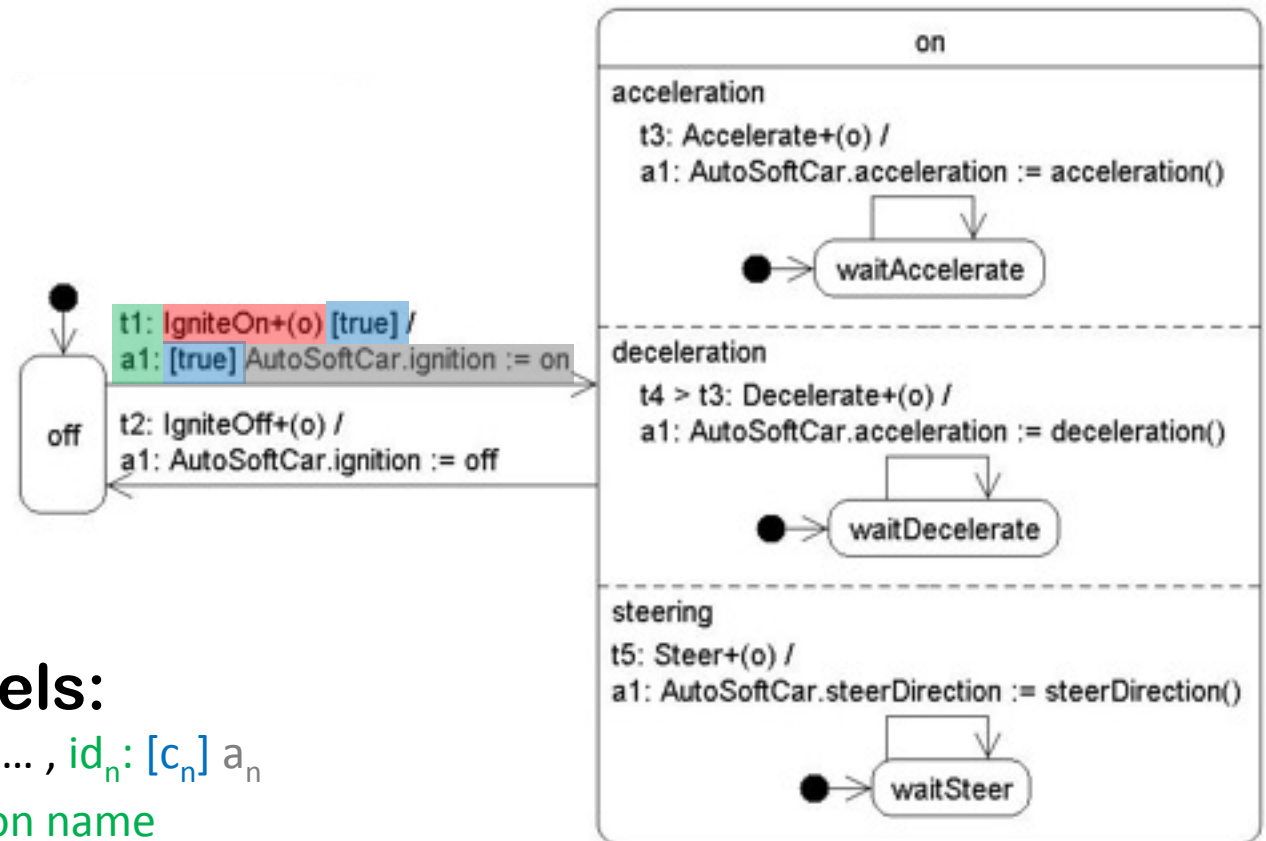 on
acceleration
t3: Accelerate+(o) /
a1: AutoSoftCar.acceleration := acceleration()
waitAccelerate
t1: IgniteOn+(o) [true] /
a1: [true] AutoSoftCar.ignition := on
off
t2: IgniteOff+(o) /
a1: AutoSoftCar.ignition := off
deceleration
t4 > t3: Decelerate+(o) /
a1: AutoSoftCar.acceleration := deceleration()
waitDecelerate
steering
t5: Steer+(o) /
a1: AutoSoftCar.steerDirection := steerDirection()
waitSteer
els:
... , idₙ: [cₙ] aₙ
on name